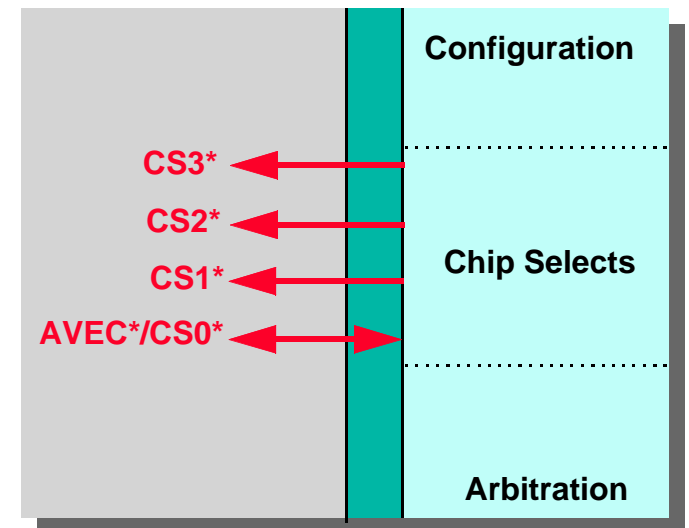 Configuration
CS3*
CS2*
Chip Selects
CS1*
AVEC*/CS0*
Arbitration